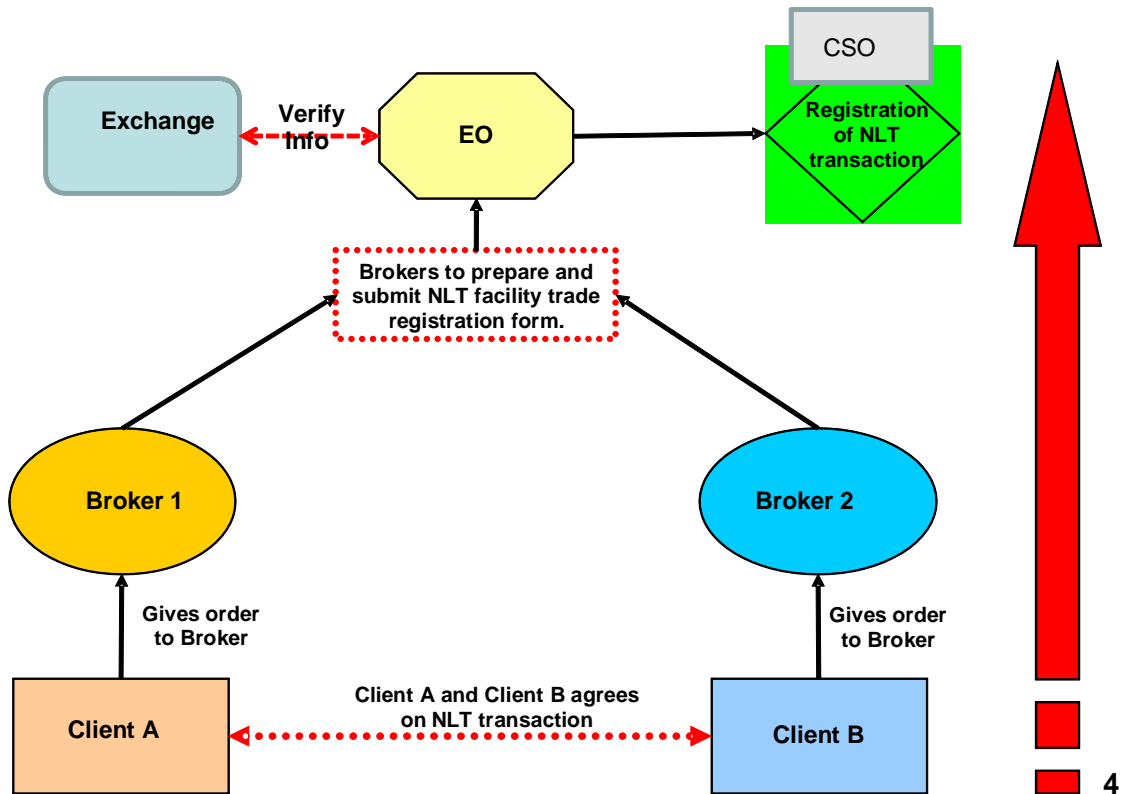 CSO
Exchange
Verify
Info
EO
Registration
of NLT
transaction
Brokers to prepare and
submit NLT facility trade
registration form.
Broker 1
Broker 2
Gives order
to Broker
Gives order
to Broker
Client A
Client A and Client B agrees
on NLT transaction
Client B
4